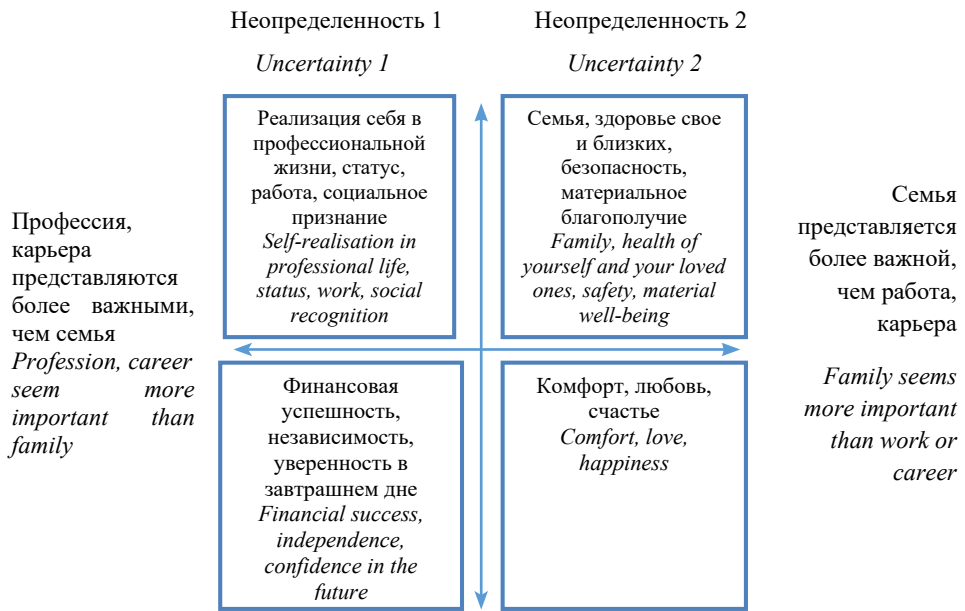 Неопределенность 1
Uncertainty 1
Неопределенность 2
Uncertainty 2
Профессия,
карьера
представляются
более важными,
чем семья
Profession, career
seem more
important than
family
Реализация себя в
профессиональной
жизни, статус,
работа, социальное
признание
Self-realisation in
professional life,
status, work, social
recognition
Семья, здоровье свое
и близких,
безопасность,
материальное
благополучие
Family, health of
yourself and your loved
ones, safety, material
well-being
Финансовая
успешность,
независимость,
уверенность в
завтрашнем дне
Financial success,
independence,
confidence in the
future
Комфорт, любовь,
счастье
Comfort, love,
happiness
Семья
представляется
более важной,
чем работа,
карьера
Family seems
more important
than work or
career